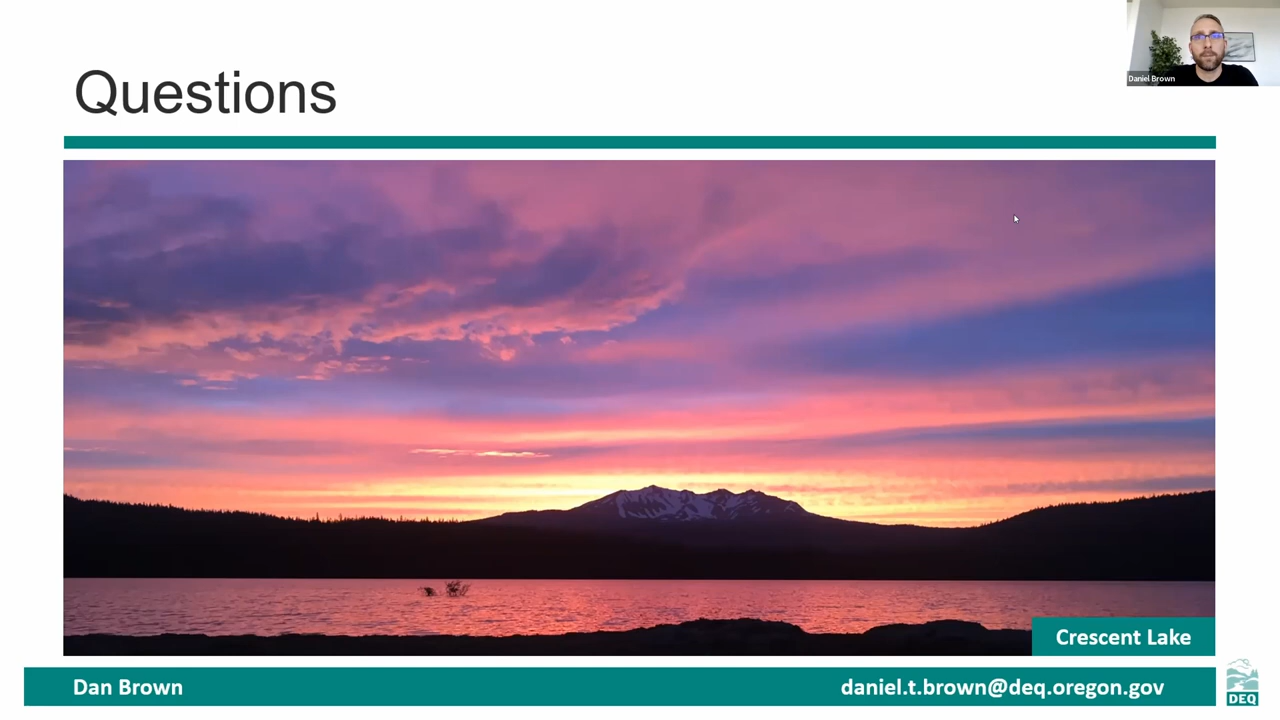 Questions
Daniel Brown
Crescent Lake
Dan Brown
daniel.t.brown@deq.oregon.gov
DEQ